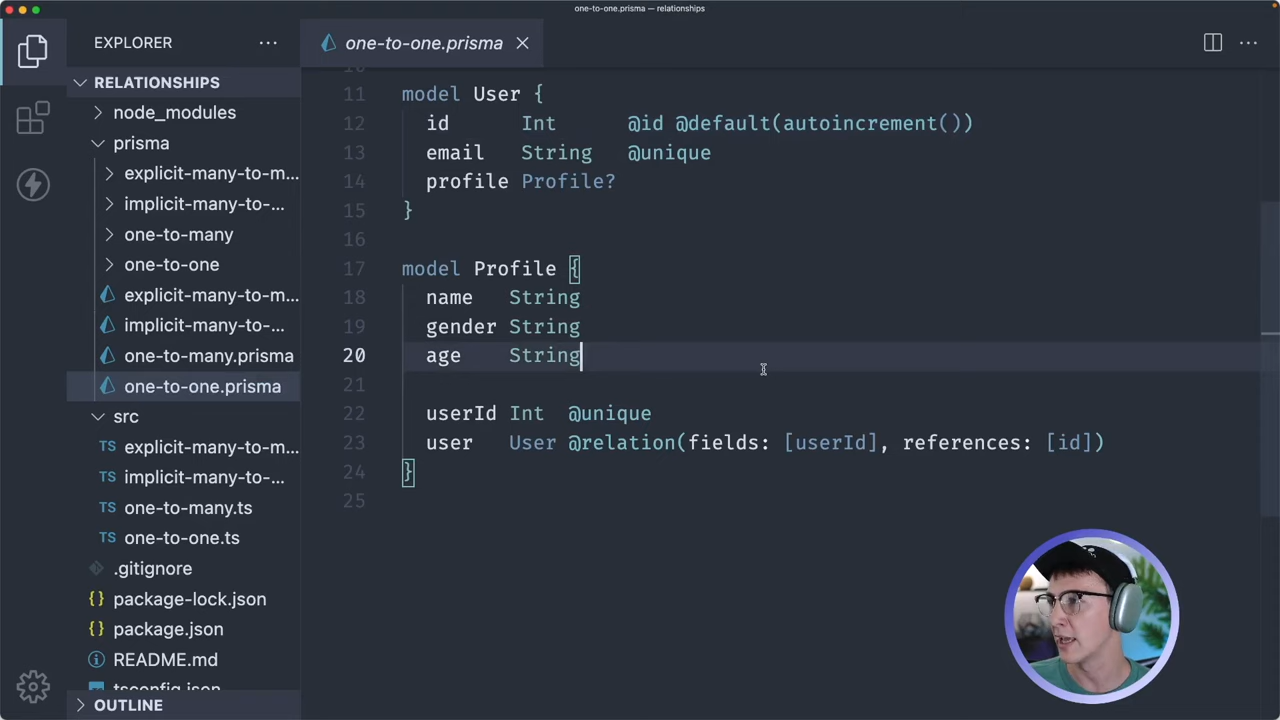 one-to-one.prisma — relationships
EXPLORER
RELATIONSHIPS
node_modules
prisma
explicit-many-to-m...
implicit-many-to-...
one-to-many
one-to-one
explicit-many-to-m...
implicit-many-to-...
one-to-many.prisma
one-to-one.prisma
src
TS explicit-many-to-m...
TS implicit-many-to-...
TS one-to-many.ts
TS one-to-one.ts
.gitignore
{} package-lock.json
{} package.json
README.md
tsconfig.json
OUTLINE
one-to-one.prisma
10
11 model User {
12 id Int @id @default(autoincrement())
13 email String @unique
14 profile Profile?
15 }
16
17 model Profile {
18 name String
19 gender String
20 age String
21
22 userId Int @unique
23 user User @relation(fields: [userId], references: [id])
24 }
25